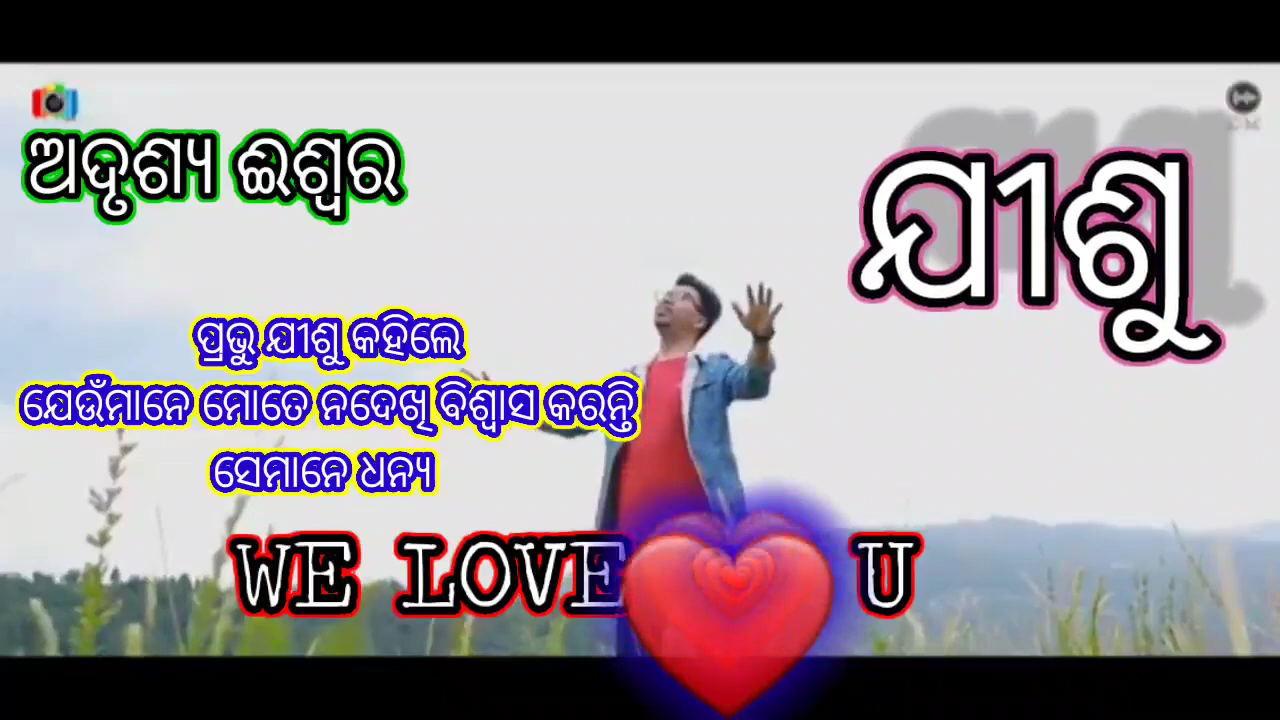 ଅଦୃଶ୍ୟ ଈଶ୍ୱର
ଯୀଶୁ
ପ୍ରଭୁ ଯୀଶୁ କହିଲେ
ଯେଉଁମାନେ ମୋତେ ନଦେଖି ବିଶ୍ୱାସ କରନ୍ତି
ସେମାନେ ଧନ୍ୟ
WE LOVE U